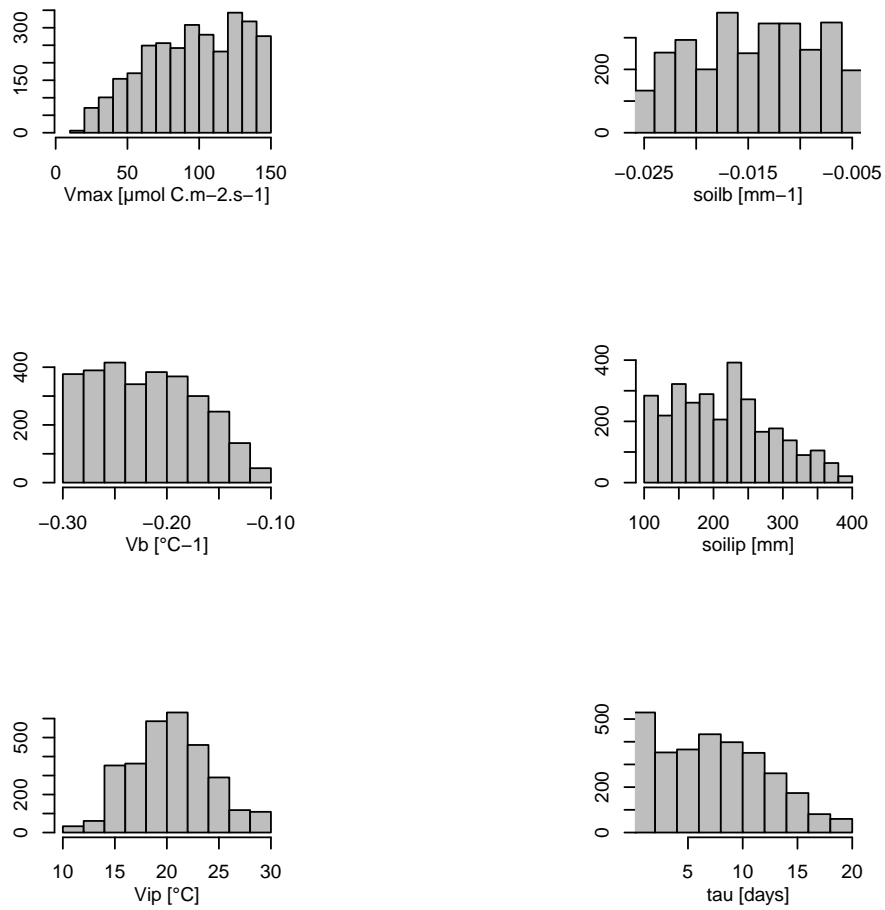 0 150 300
0 50 100 150
Vmax [µmol C.m−2.s−1]
0 200
−0.025 −0.015 −0.005
soilb [mm−1]
0 200 400
−0.30 −0.20 −0.10
Vb [°C−1]
0 200 400
100 200 300 400
soilip [mm]
0 200 500
10 15 20 25 30
Vip [°C]
0 200 500
5 10 15 20
tau [days]